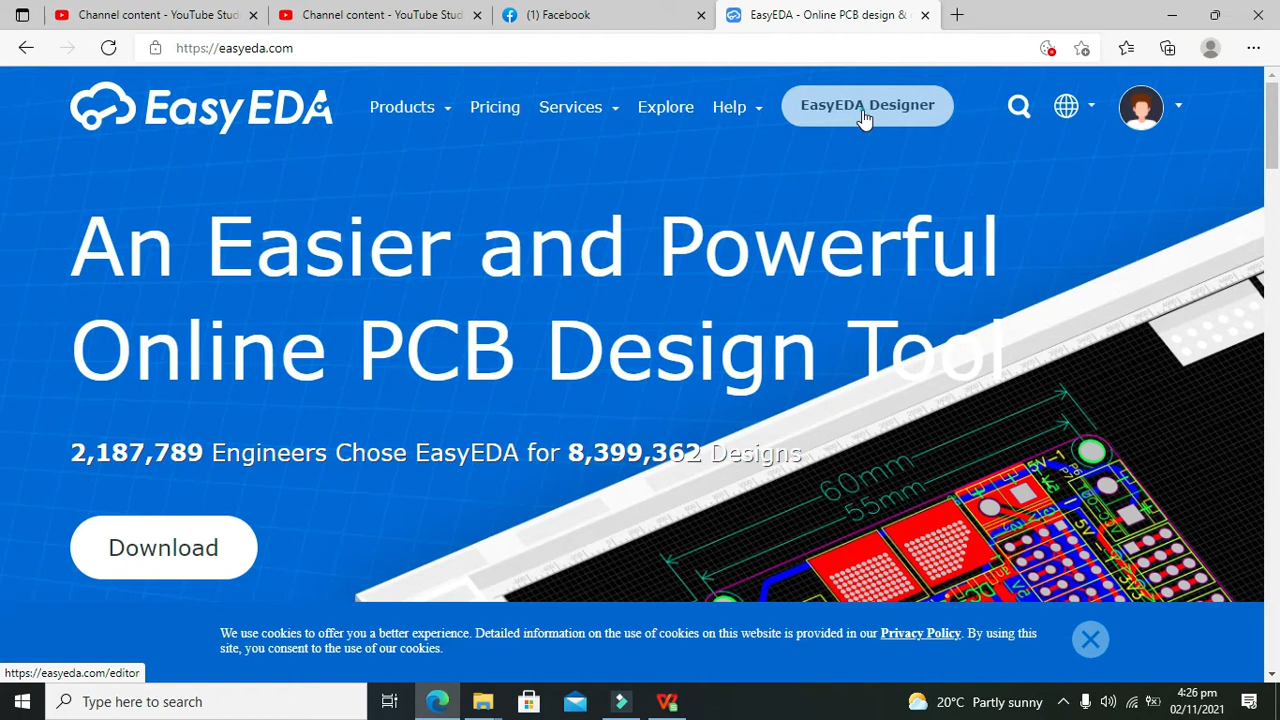 Channel content - YouTube Stud
Channel content - YouTube Stud
(1) Facebook
EasyEDA - Online PCB design &
https://easyeda.com
EasyEDA
Products
Pricing
Services
Explore
Help
EasyEDA Designer
An Easier and Powerful
Online PCB Design Tool
2,187,789 Engineers Chose EasyEDA for 8,399,362 Designs
Download
60mm
55mm
5V-1
We use cookies to offer you a better experience. Detailed information on the use of cookies on this website is provided in our Privacy Policy. By using this
site, you consent to the use of our cookies.
https://easyeda.com/editor
Type here to search
20°C Partly sunny
4:26 pm
02/11/2021